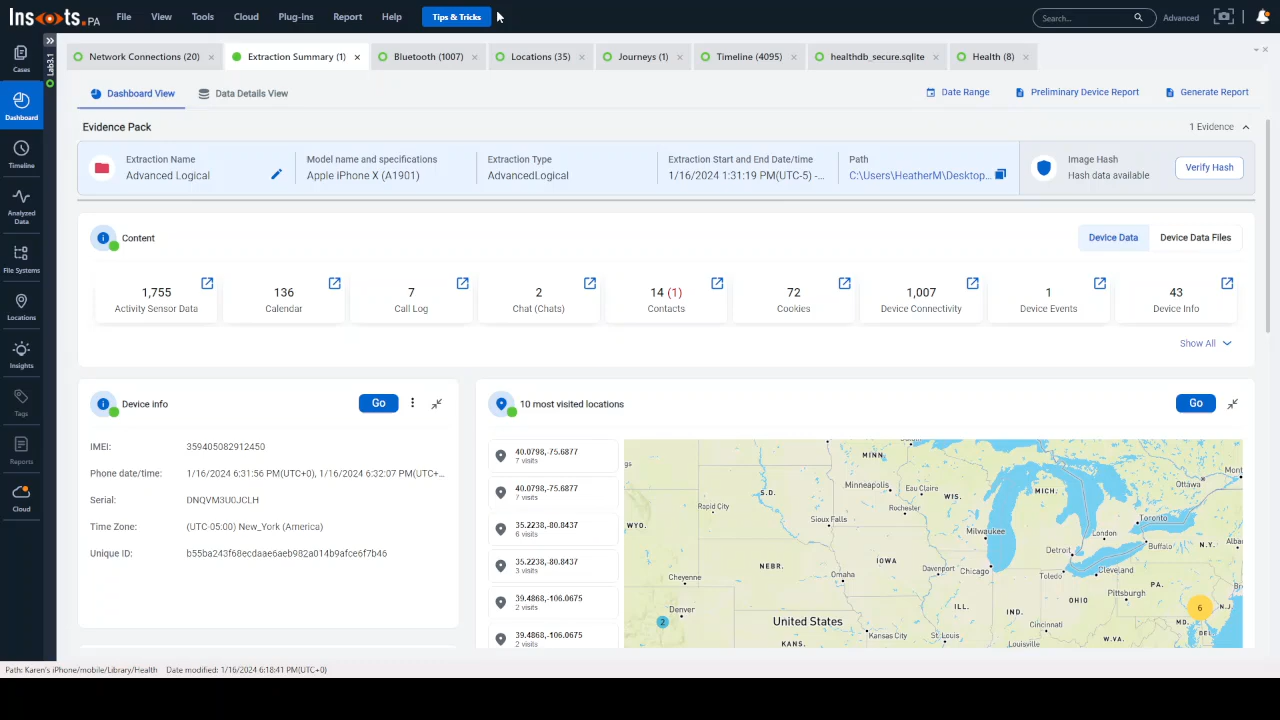 Insights.PA File View Tools Cloud Plug-ins Report Help Tips & Tricks Search... Advanced
Cases
Lab3.1
Network Connections (20) Extraction Summary (1) Bluetooth (1007) Locations (35) Journeys (1) Timeline (4095) healthdb_secure.sqlite Health (8)
Dashboard
Dashboard View Data Details View Date Range Preliminary Device Report Generate Report
Evidence Pack 1 Evidence
Extraction Name Model name and specifications Extraction Type Extraction Start and End Date/time Path Image Hash
Advanced Logical Apple iPhone X (A1901) AdvancedLogical 1/16/2024 1:31:19 PM(UTC-5) -... C:\Users\HeatherM\Desktop... Hash data available
Verify Hash
Timeline
Analyzed Data
File Systems
Locations
Insights
Tags
Reports
Cloud
Content Device Data Device Data Files
1,755 136 7 2 14 (1) 72 1,007 1 43
Activity Sensor Data Calendar Call Log Chat (Chats) Contacts Cookies Device Connectivity Device Events Device Info
Show All
Device info Go
IMEI: 359405082912450
Phone date/time: 1/16/2024 6:31:56 PM(UTC+0), 1/16/2024 6:32:07 PM(UTC+...
Serial: DNQVM3U0JCLH
Time Zone: (UTC-05:00) New_York (America)
Unique ID: b55ba243f68ecdaae6aeb982a014b9afce6f7b46
10 most visited locations Go
40.0798, -75.6877
7 visits
40.0798, -75.6877
7 visits
35.2238, -80.8437
6 visits
35.2238, -80.8437
3 visits
39.4868,-106.0675
2 visits
39.4868,-106.0675
2 visits
gs
MINN.
Mont
S.D.
Minneapolis
Eau Claire
WIS.
MICH.
Ottawa
Rapid City
Rochester
WYO.
Sioux Falls
Milwaukee
Toronto
Detroit
Buffalo
N.Y.
Alba
NEBR.
IOWA
Davenport
Chicago
Toledo
Cleveland
Cheyenne
Omaha
PA.
Pittsburgh
Denver
2
ILL.
IND.
OHIO
6
N.J.
United States
Cincinnati
MD.
DEL
Kansas City
St. Louis
W.VA.
KANS.
Path: Karen's iPhone/mobile/Library/Health Date modified: 1/16/2024 6:18:41 PM(UTC+0)